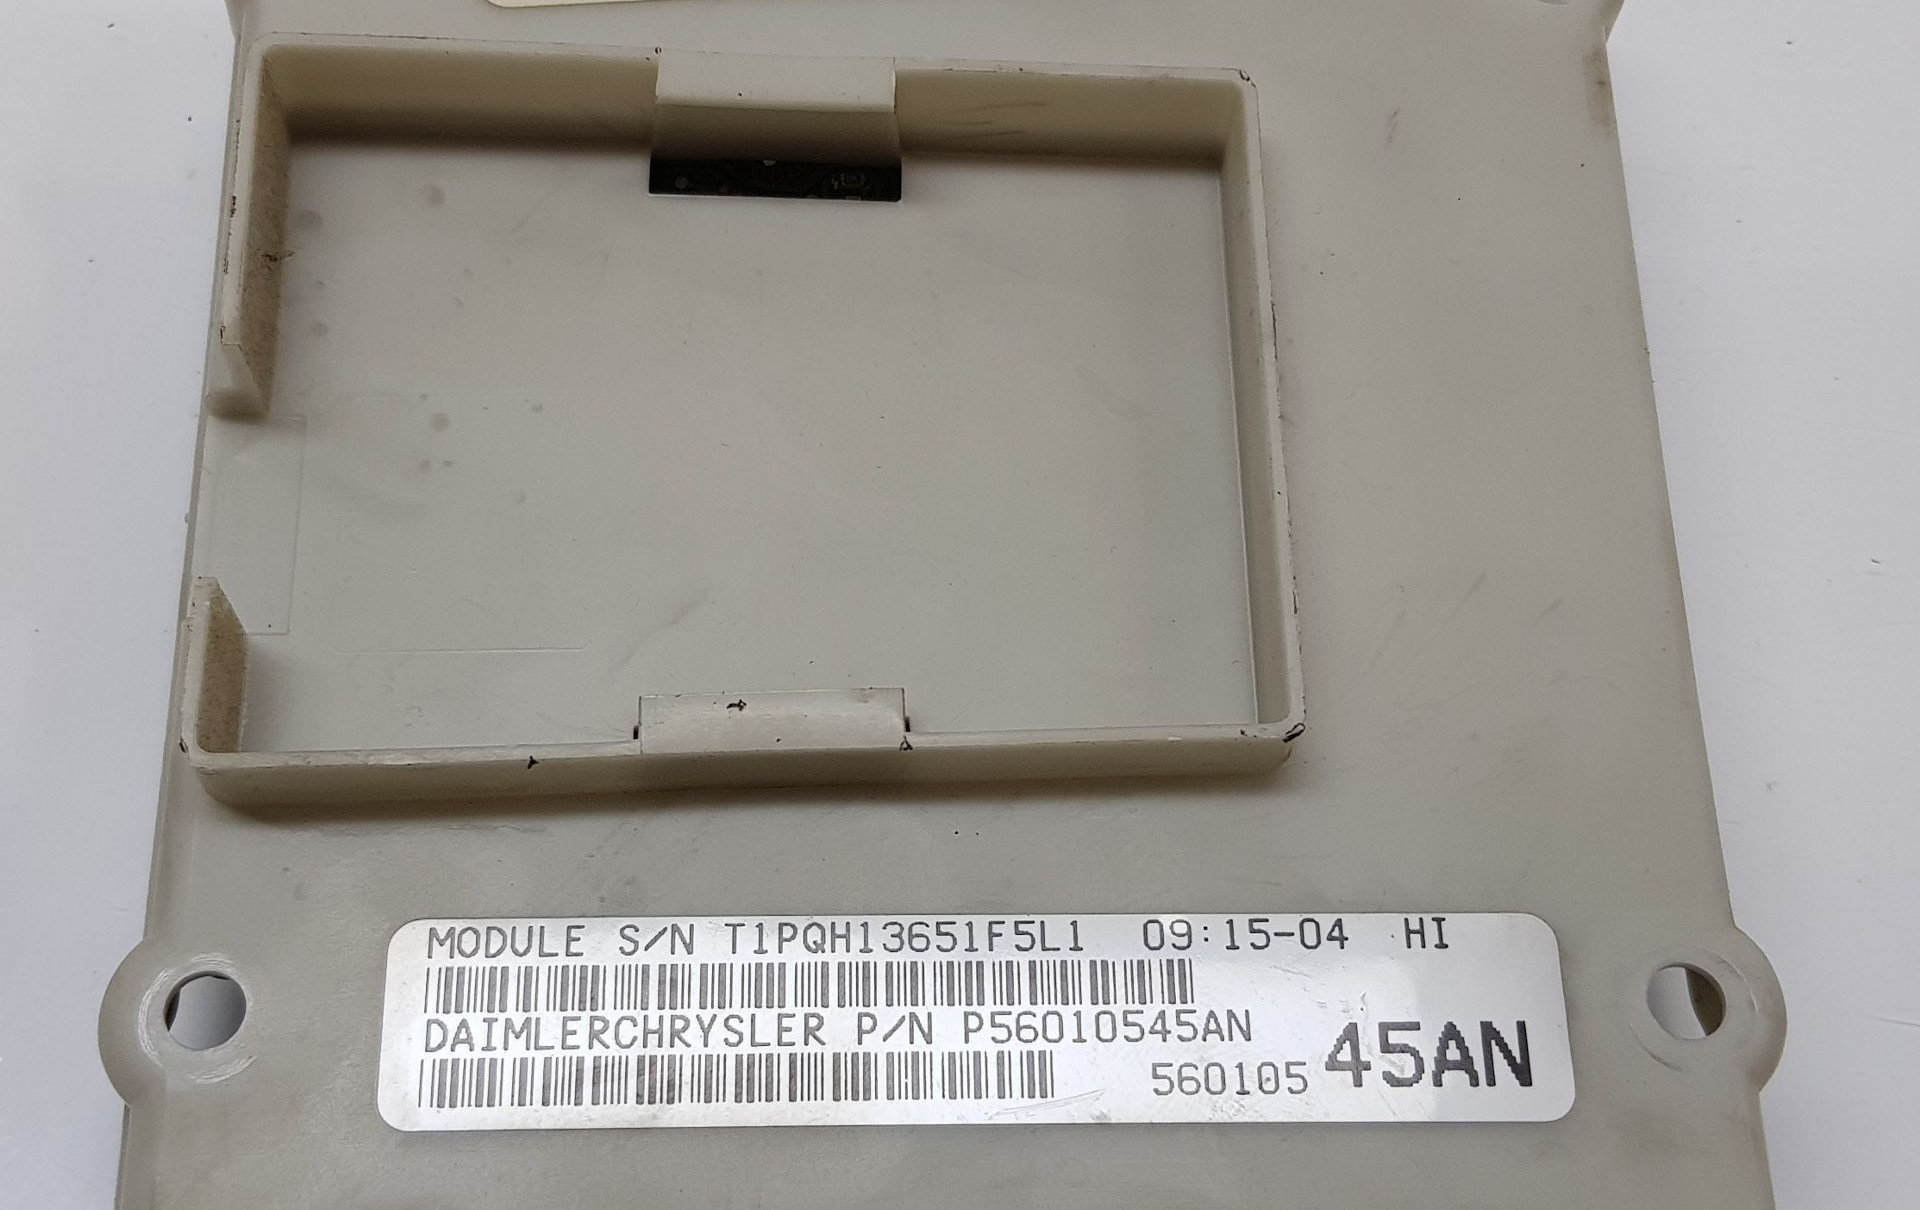 MODULE S/N T1PQH13651F5L1 09:15-04 HI
DAIMLERCHRYSLER P/N P56010545AN
560105 45AN